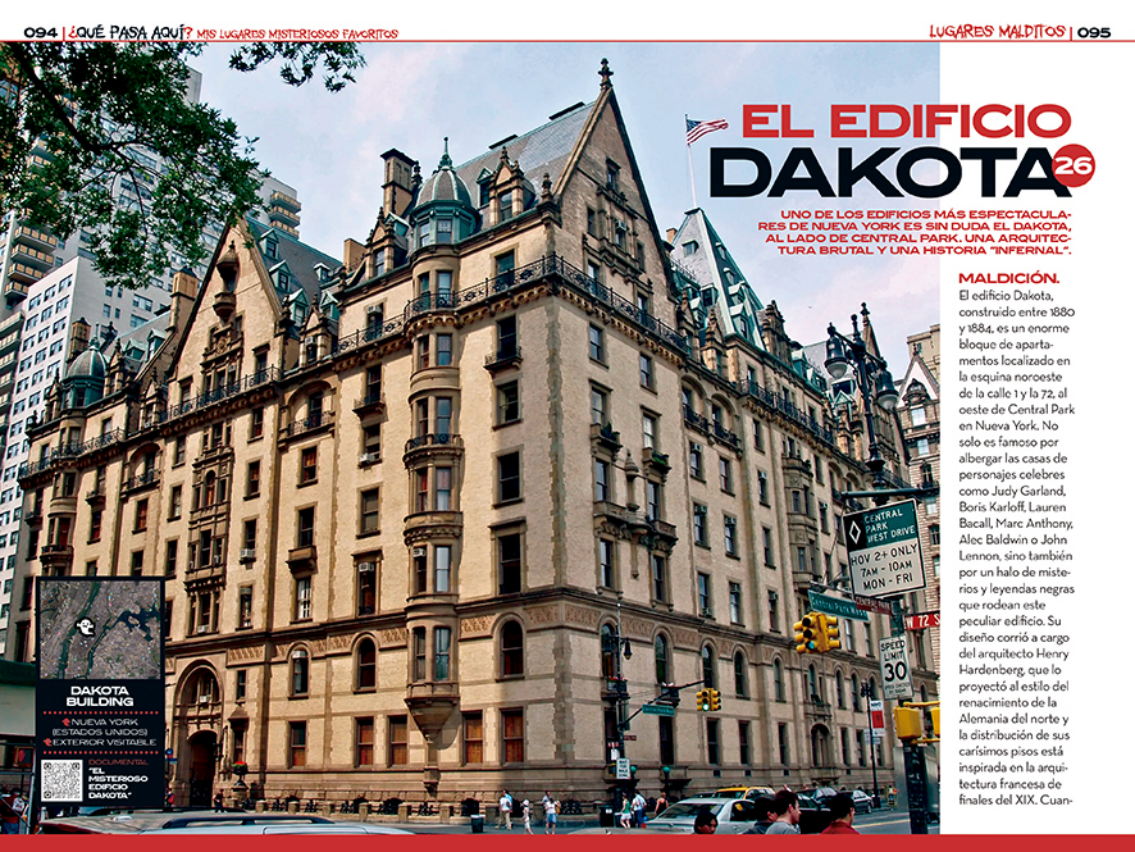 094 | ¿QUÉ PASA AQUÍ? MIS LUGARES MISTERIOSOS FAVORITOS
LUGARES MALDITOS | 095
EL EDIFICIO
DAKOTA
26
UNO DE LOS EDIFICIOS MÁS ESPECTACULA-
RES DE NUEVA YORK ES SIN DUDA EL DAKOTA,
AL LADO DE CENTRAL PARK. UNA ARQUITEC-
TURA BRUTAL Y UNA HISTORIA "INFERNAL".
MALDICIÓN.
El edificio Dakota,
construido entre 1880
y 1884, es un enorme
bloque de aparta-
mentos localizado en
la esquina noroeste
de la calle 1 y la 72, al
oeste de Central Park
en Nueva York. No
solo es famoso por
albergar las casas de
personajes celebres
como Judy Garland,
Boris Karloff, Lauren
Bacall, Marc Anthony,
Alec Baldwin o John
Lennon, sino también
por un halo de miste-
rios y leyendas negras
que rodean este
peculiar edificio. Su
diseño corrió a cargo
del arquitecto Henry
Hardenberg, que lo
proyectó al estilo del
renacimiento de la
Alemania del norte y
la distribución de sus
carísimos pisos está
inspirada en la arqui-
tectura francesa de
finales del XIX. Cuan-
CENTRAL
PARK
WEST DRIVE
HOV 2+ ONLY
7AM - 10AM
MON - FRI
Central Park West
CENTRAL PARK
W 72 S
SPEED
LIMIT
30
DAKOTA
BUILDING
NUEVA YORK
(ESTADOS UNIDOS)
EXTERIOR VISITABLE
DOCUMENTAL
"EL
MISTERIOSO
EDIFICIO
DAKOTA"